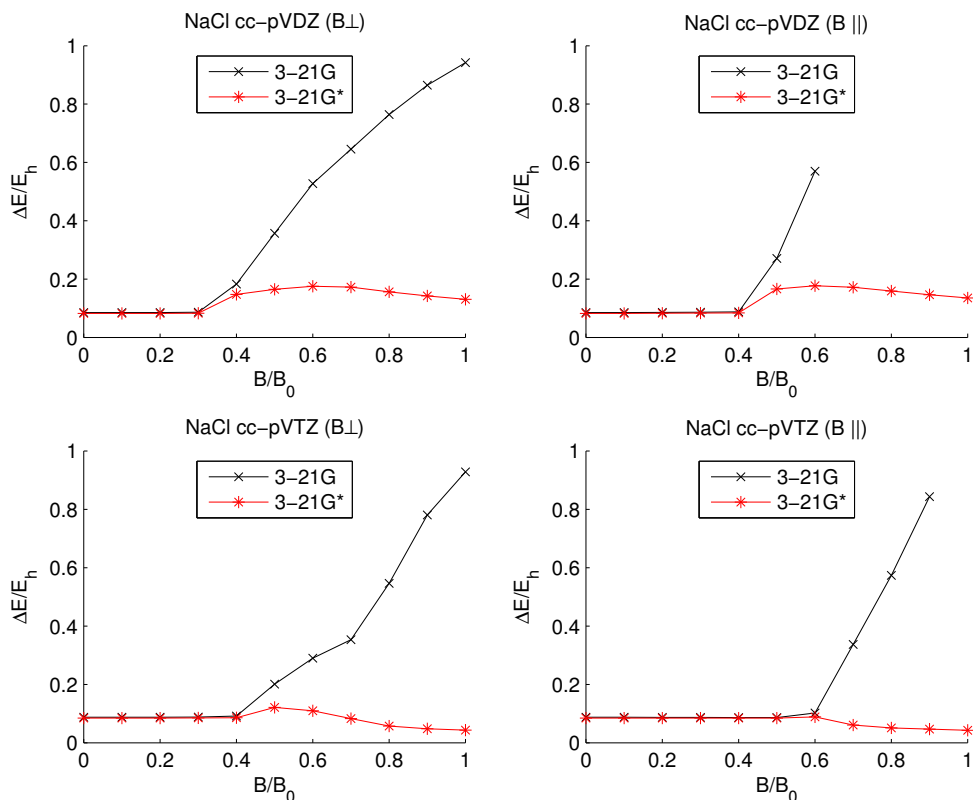 NaCl cc−pVDZ (B⊥)
1
0.8
0.6
0.4
0.2
0
ΔE/E_h
3−21G
3−21G*
0 0.2 0.4 0.6 0.8 1
B/B_0
NaCl cc−pVDZ (B ||)
1
0.8
0.6
0.4
0.2
0
ΔE/E_h
3−21G
3−21G*
0 0.2 0.4 0.6 0.8 1
B/B_0
NaCl cc−pVTZ (B⊥)
1
0.8
0.6
0.4
0.2
0
ΔE/E_h
3−21G
3−21G*
0 0.2 0.4 0.6 0.8 1
B/B_0
NaCl cc−pVTZ (B ||)
1
0.8
0.6
0.4
0.2
0
ΔE/E_h
3−21G
3−21G*
0 0.2 0.4 0.6 0.8 1
B/B_0